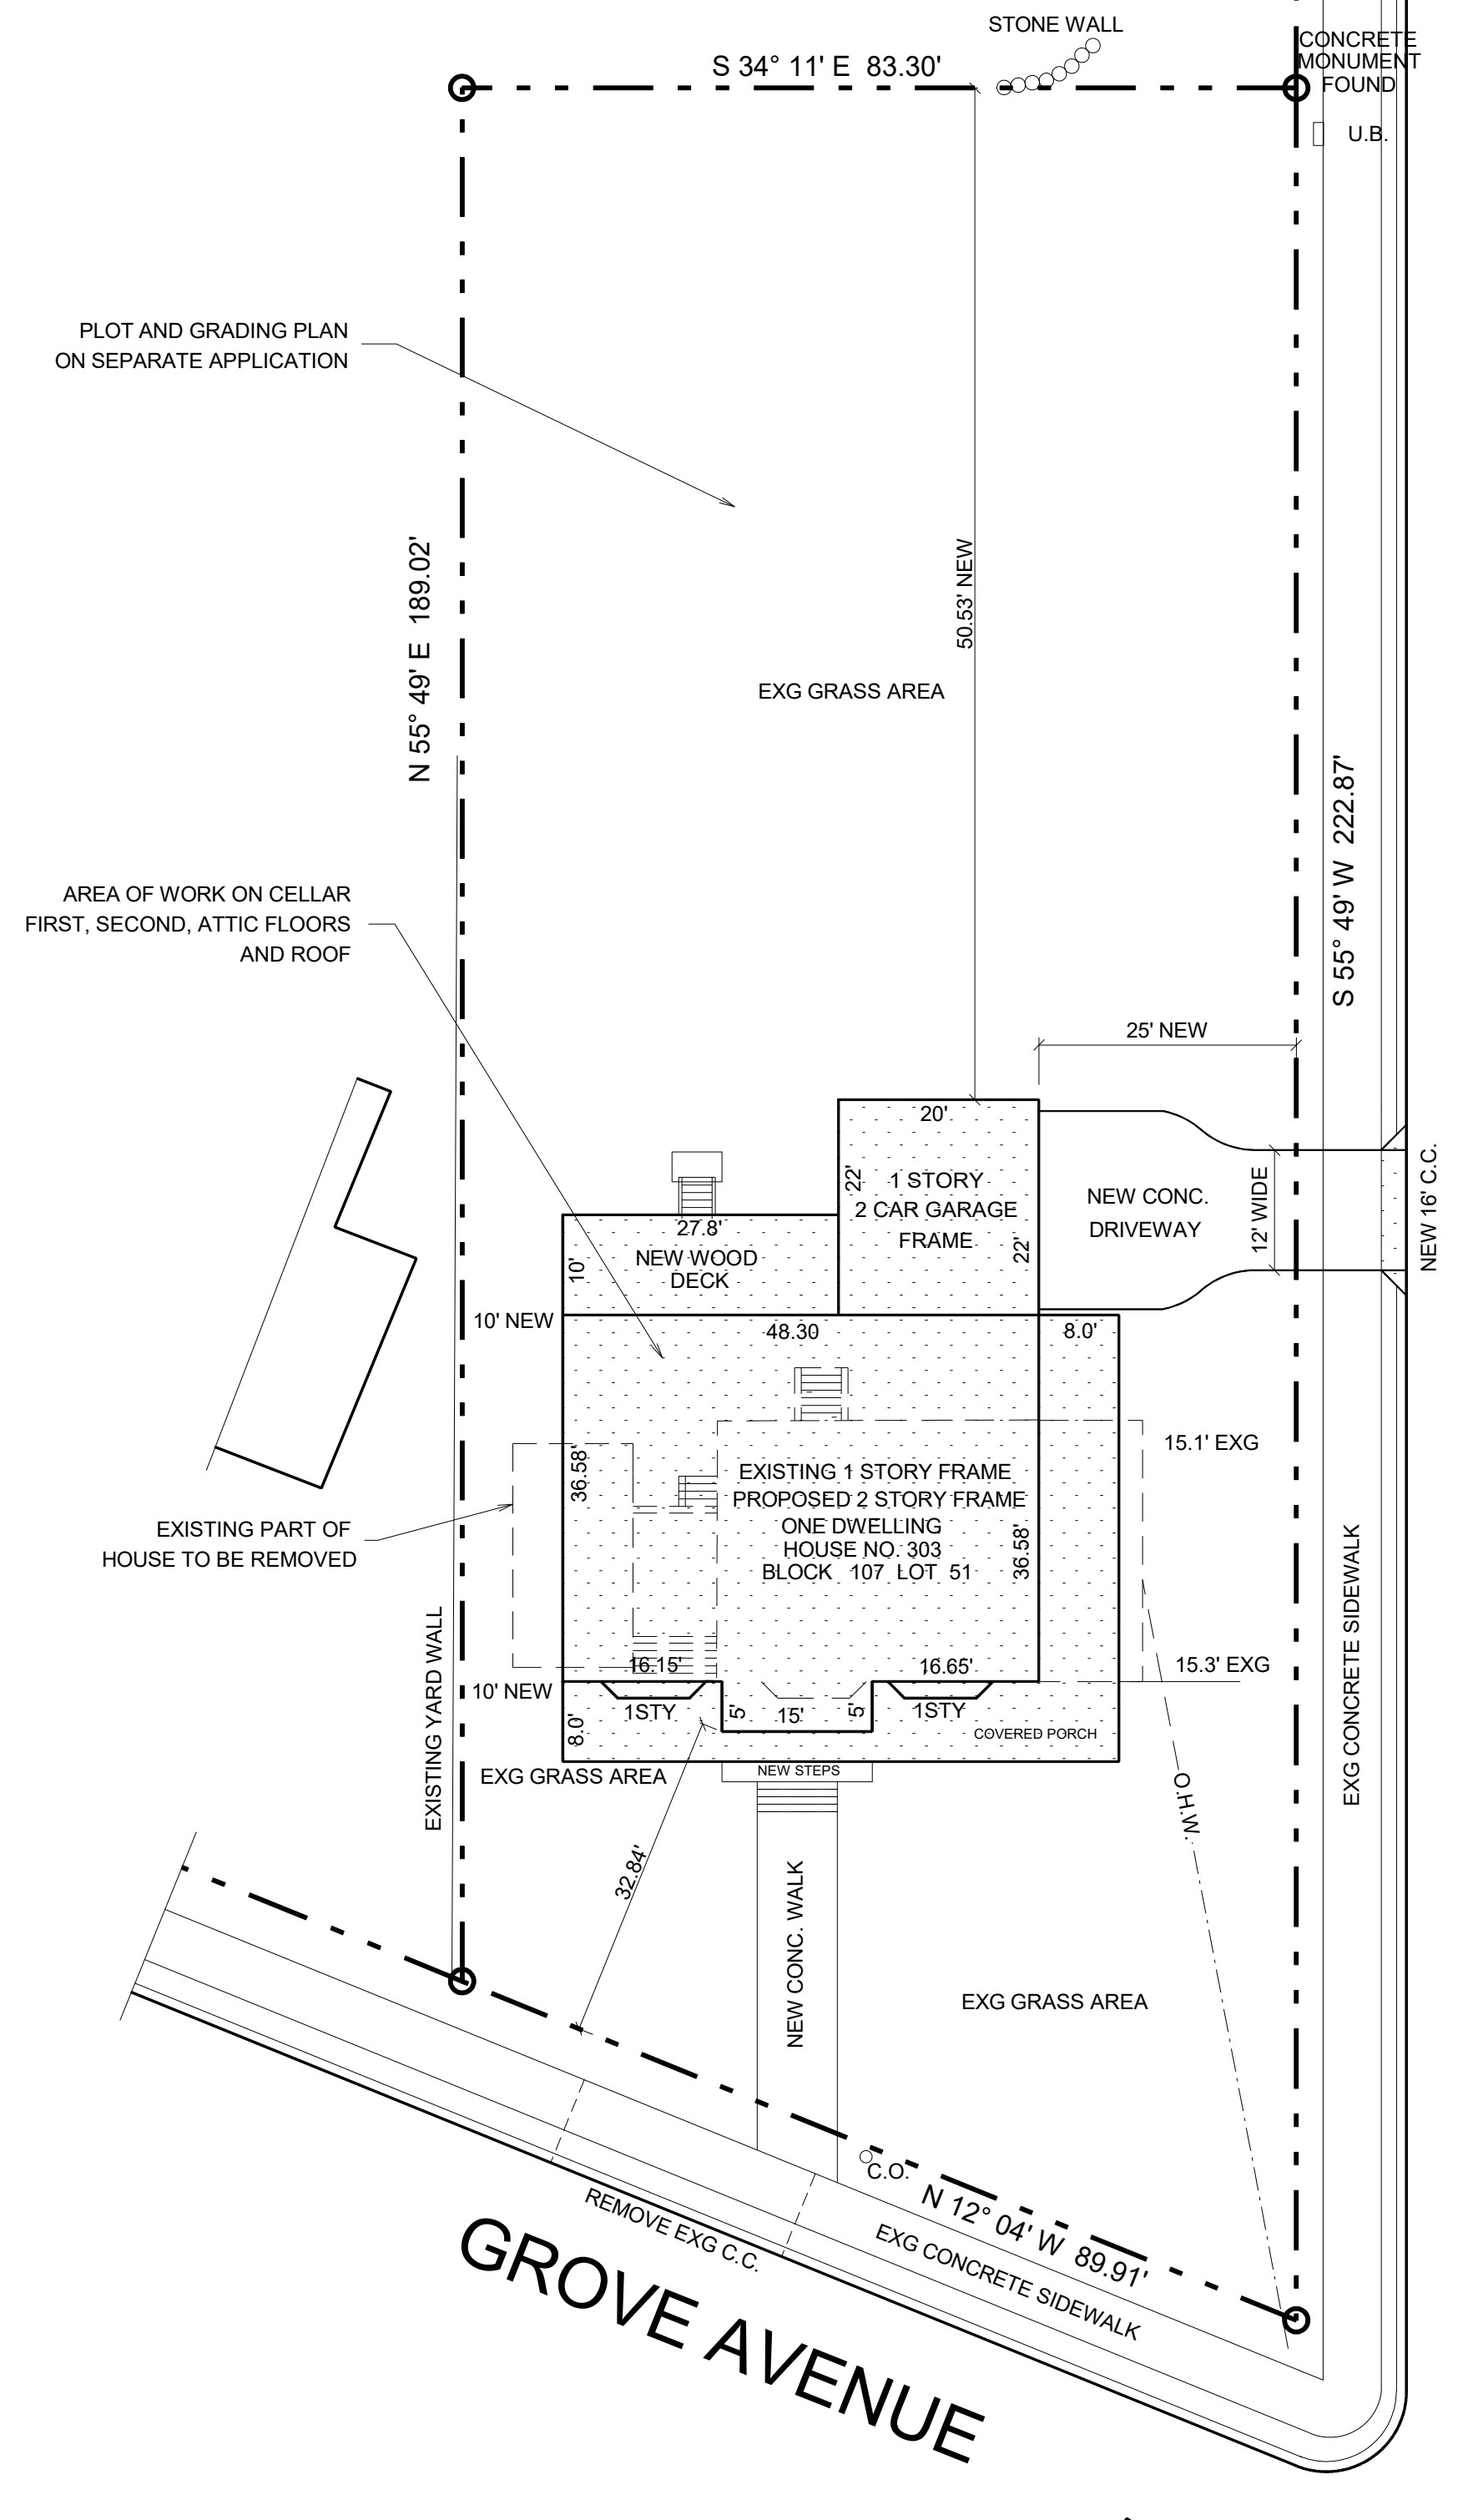 STONE WALL
CONCRETE
MONUMENT
FOUND
S 34° 11' E 83.30'
U.B.
PLOT AND GRADING PLAN
ON SEPARATE APPLICATION
N 55° 49' E 189.02'
50.53' NEW
EXG GRASS AREA
S 55° 49' W 222.87'
AREA OF WORK ON CELLAR
FIRST, SECOND, ATTIC FLOORS
AND ROOF
25' NEW
20'
22'
1 STORY
2 CAR GARAGE
FRAME
22'
NEW CONC.
DRIVEWAY
12' WIDE
NEW 16' C.C.
27.8'
NEW WOOD
DECK
10'
10' NEW
48.30
8.0'
15.1' EXG
36.58'
EXISTING 1 STORY FRAME
PROPOSED 2 STORY FRAME
ONE DWELLING
HOUSE NO. 303
BLOCK 107 LOT 51
36.58'
EXISTING PART OF
HOUSE TO BE REMOVED
EXG CONCRETE SIDEWALK
EXISTING YARD WALL
16.15'
16.65'
15.3' EXG
10' NEW
1STY
5'
15'
5'
1STY
8.0'
COVERED PORCH
NEW STEPS
EXG GRASS AREA
O.H.W.
32.84'
NEW CONC. WALK
EXG GRASS AREA
C.O.
N 12° 04' W 89.91'
REMOVE EXG C.C.
EXG CONCRETE SIDEWALK
GROVE AVENUE